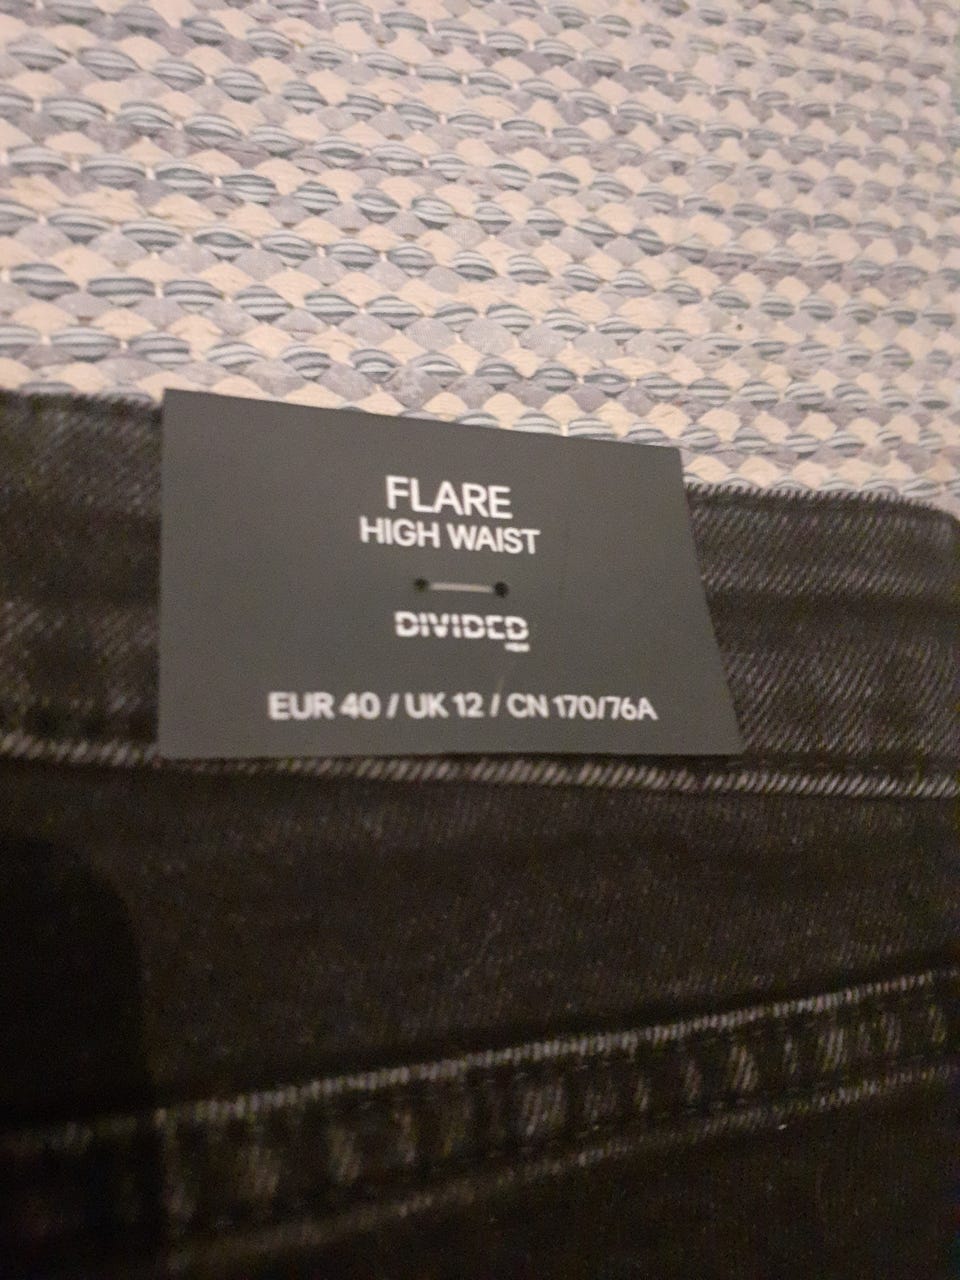 FLARE
HIGH WAIST
DIVIDED
EUR 40 / UK 12 / CN 170/76A